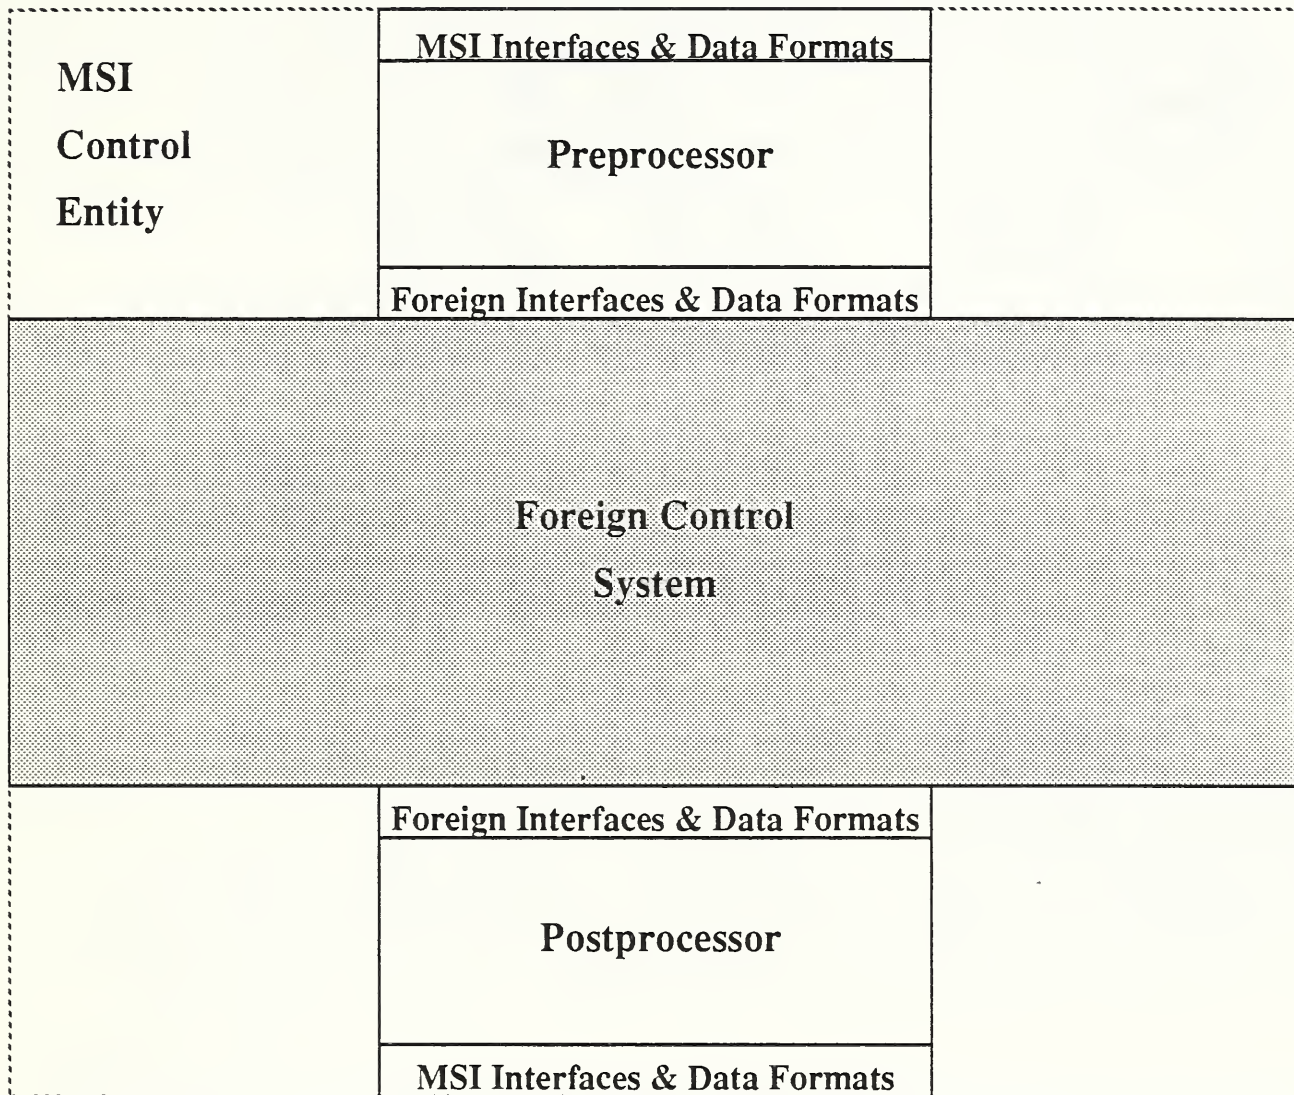 MSI Interfaces & Data Formats
MSI
Control
Entity
Preprocessor
Foreign Interfaces & Data Formats
Foreign Control
System
Foreign Interfaces & Data Formats
Postprocessor
MSI Interfaces & Data Formats